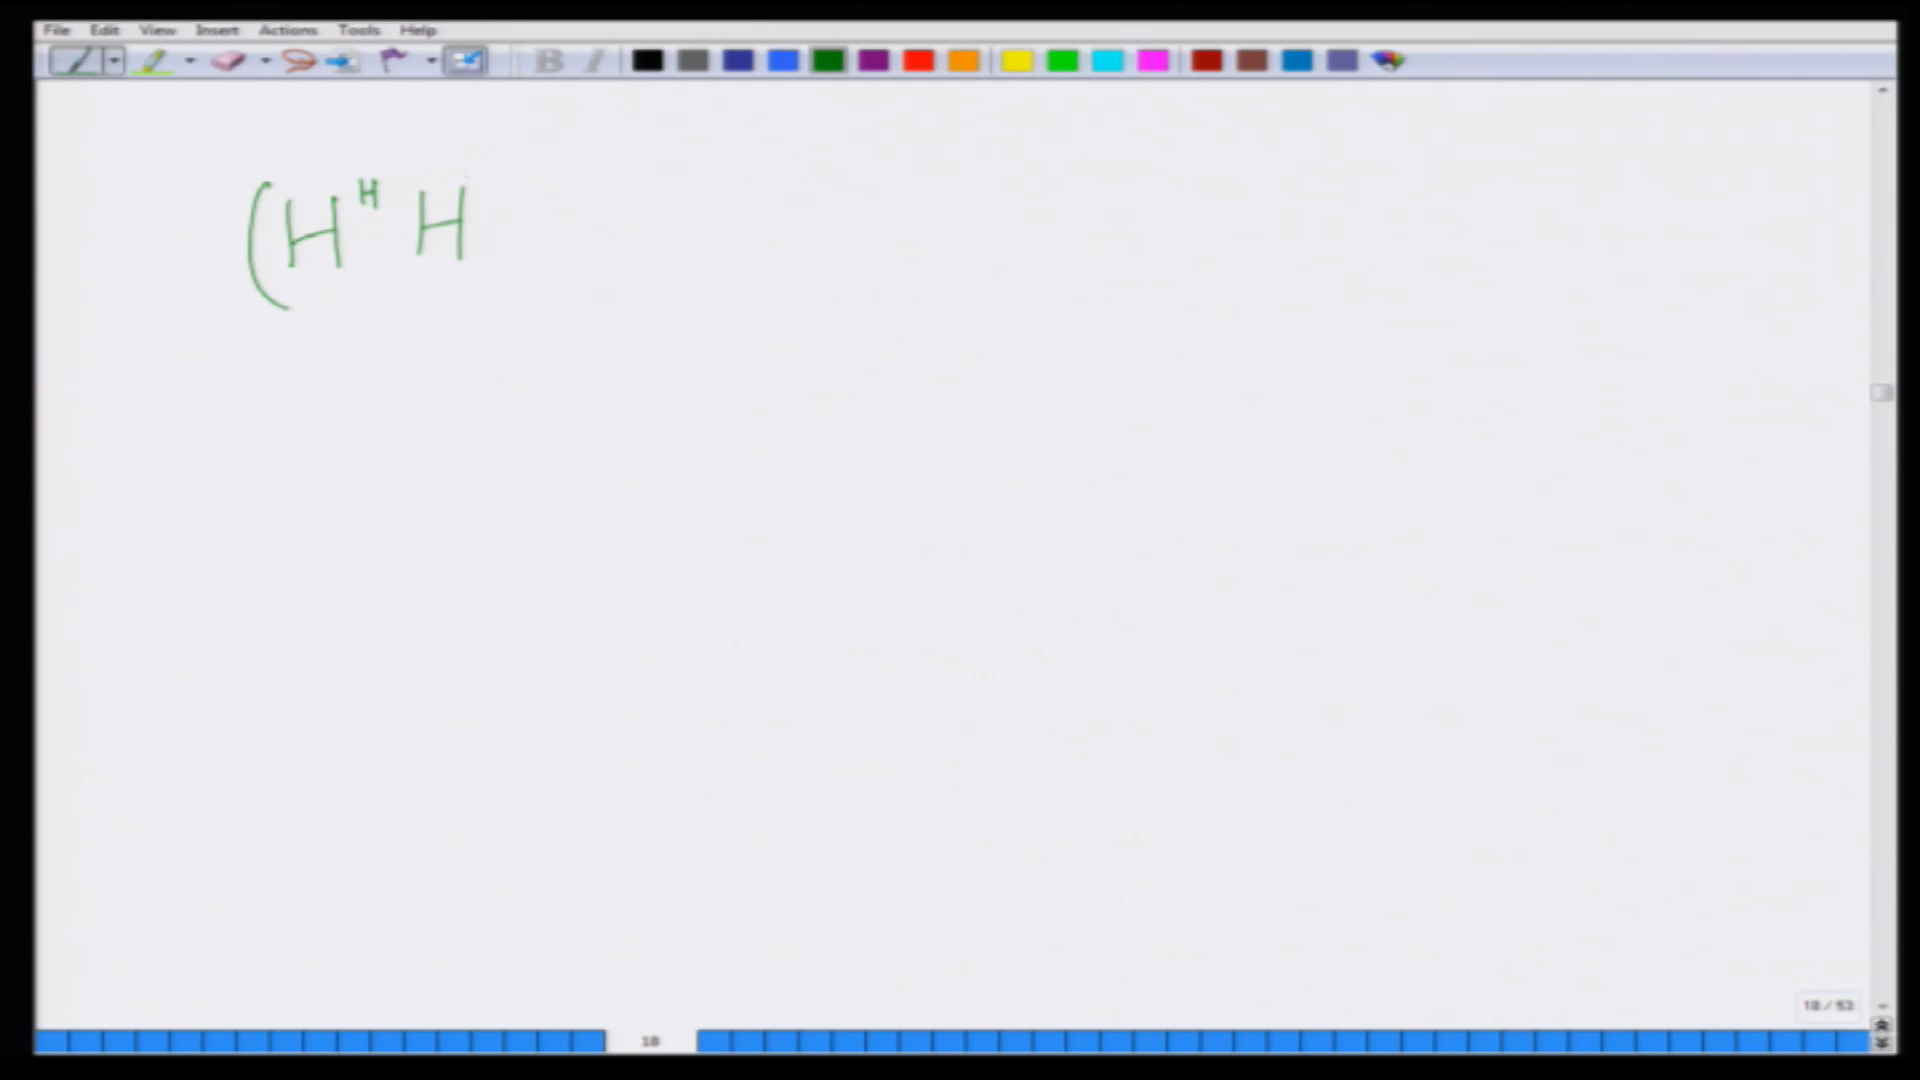 File Edit View Insert Actions Tools Help
B I
(H^H H
18 / 53
18